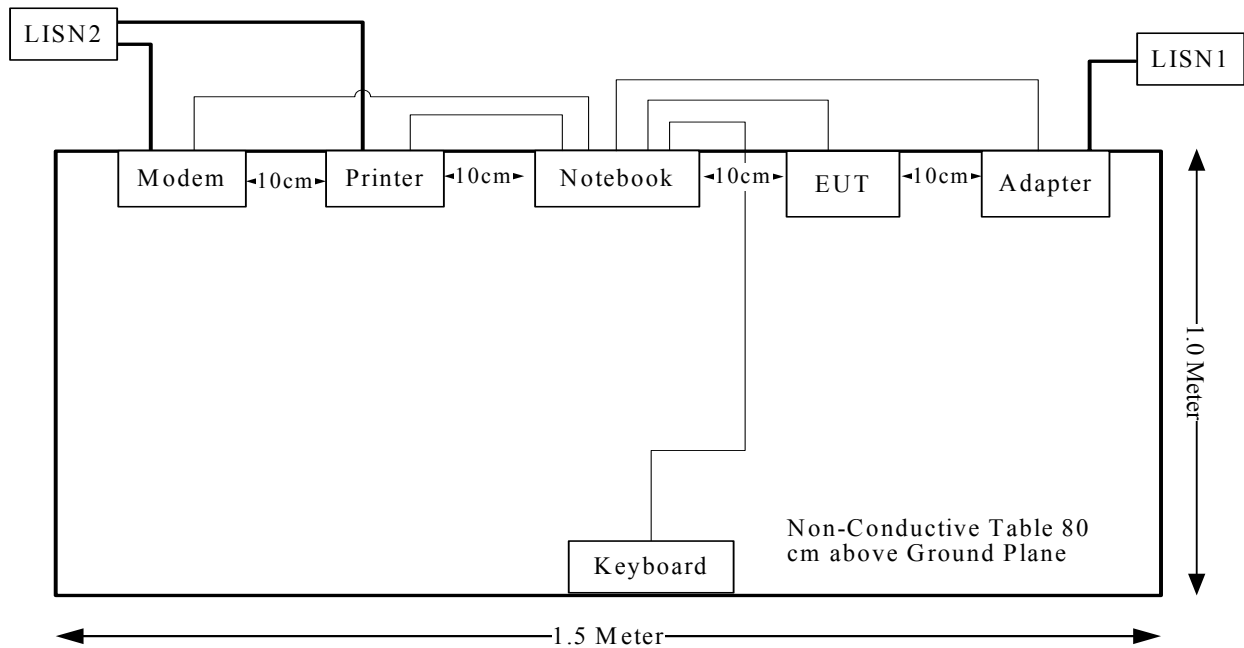 LISN2
LISN1
Modem
10cm
Printer
10cm
Notebook
10cm
EUT
10cm
Adapter
1.0 Meter
Non-Conductive Table 80
cm above Ground Plane
Keyboard
1.5 Meter